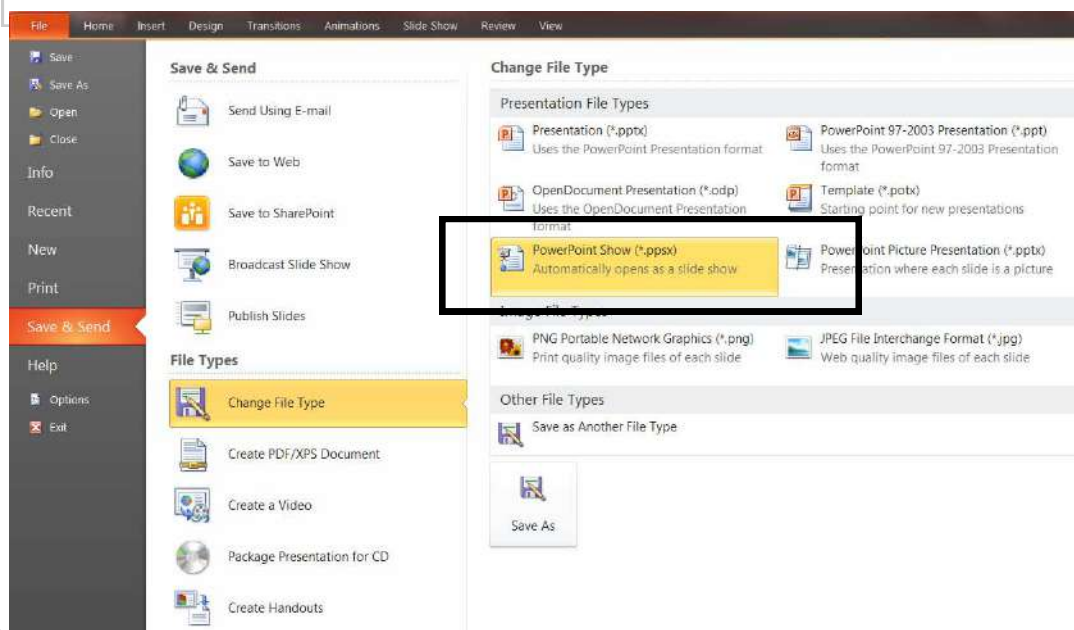 File Home Insert Design Transitions Animations Slide Show Review View
Save
Save As
Open
Close
Info
Recent
New
Print
Save & Send
Help
Options
Exit
Save & Send
Send Using E-mail
Save to Web
Save to SharePoint
Broadcast Slide Show
Publish Slides
File Types
Change File Type
Create PDF/XPS Document
Create a Video
Package Presentation for CD
Create Handouts
Change File Type
Presentation File Types
Presentation (*.pptx)
Uses the PowerPoint Presentation format
PowerPoint 97-2003 Presentation (*.ppt)
Uses the PowerPoint 97-2003 Presentation
format
OpenDocument Presentation (*.odp)
Uses the OpenDocument Presentation
format
Template (*.potx)
Starting point for new presentations
PowerPoint Show (*.ppsx)
Automatically opens as a slide show
PowerPoint Picture Presentation (*.pptx)
Presentation where each slide is a picture
Image File Types
PNG Portable Network Graphics (*.png)
Print quality image files of each slide
JPEG File Interchange Format (*.jpg)
Web quality image files of each slide
Other File Types
Save as Another File Type
Save As